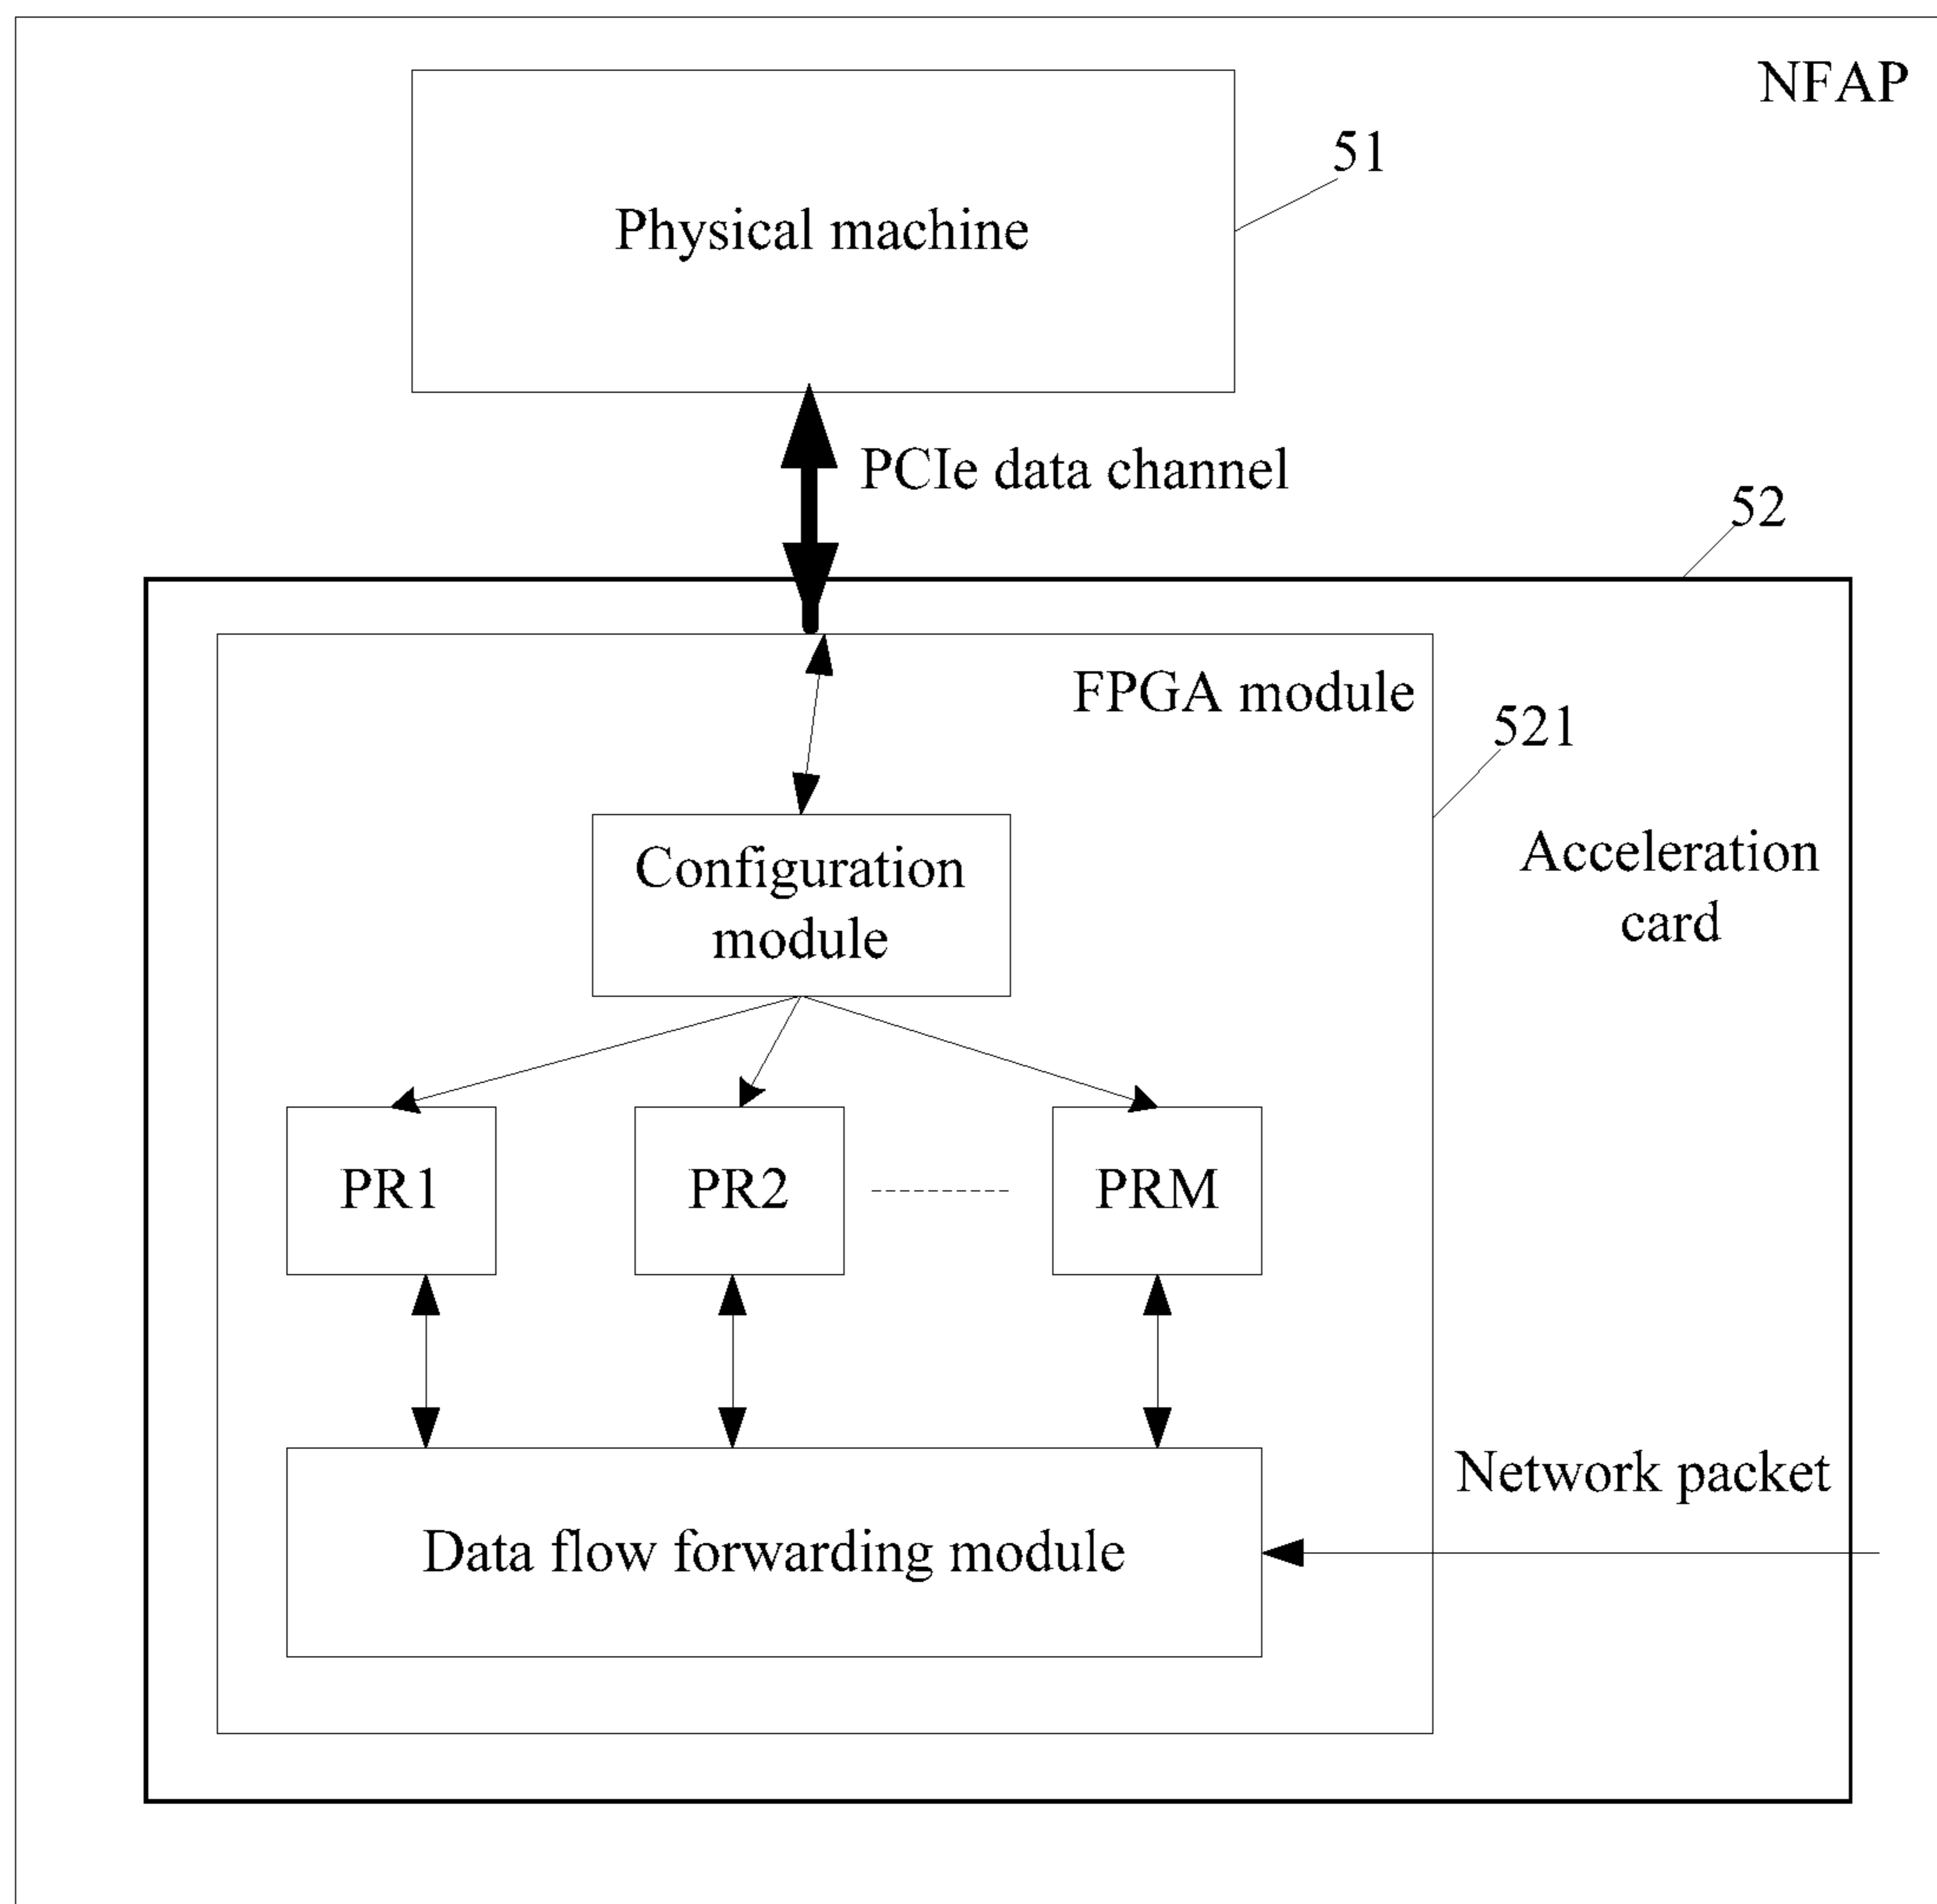 NFAP
51
Physical machine
PCIe data channel
52
FPGA module
521
Configuration
module
Acceleration
card
PR1
PR2
PRM
Network packet
Data flow forwarding module